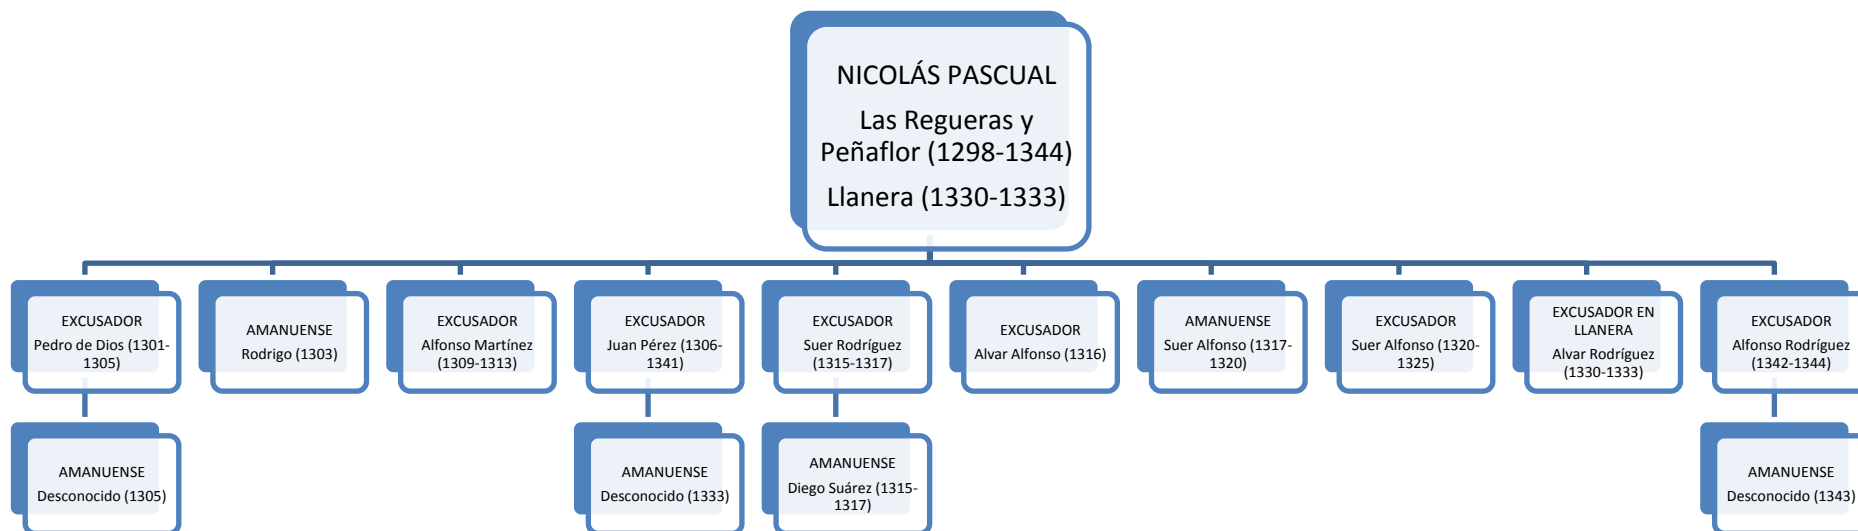 NICOLÁS PASCUAL
Las Regueras y
Peñaflor (1298-1344)
Llanera (1330-1333)
EXCUSADOR
Pedro de Dios (1301-
1305)
AMANUENSE
Rodrigo (1303)
EXCUSADOR
Alfonso Martínez
(1309-1313)
EXCUSADOR
Juan Pérez (1306-
1341)
EXCUSADOR
Suer Rodríguez
(1315-1317)
EXCUSADOR
Alvar Alfonso (1316)
AMANUENSE
Suer Alfonso (1317-
1320)
EXCUSADOR
Suer Alfonso (1320-
1325)
EXCUSADOR EN
LLANERA
Alvar Rodríguez
(1330-1333)
EXCUSADOR
Alfonso Rodríguez
(1342-1344)
AMANUENSE
Desconocido (1305)
AMANUENSE
Desconocido (1333)
AMANUENSE
Diego Suárez (1315-
1317)
AMANUENSE
Desconocido (1343)